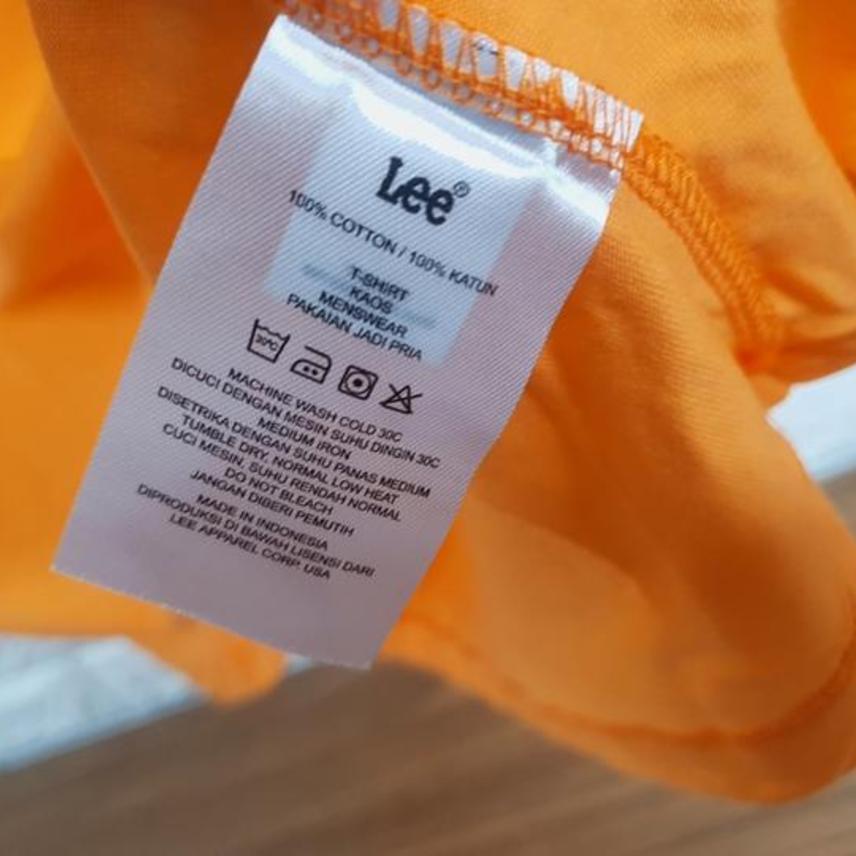 Lee®
100% COTTON / 100% KATUN
T-SHIRT
KAOS
MENSWEAR
PAKAIAN JADI PRIA
30°C
MACHINE WASH COLD 30C
DICUCI DENGAN MESIN SUHU DINGIN 30C
MEDIUM IRON
DISETRIKA DENGAN SUHU PANAS MEDIUM
TUMBLE DRY, NORMAL LOW HEAT
CUCI MESIN, SUHU RENDAH NORMAL
DO NOT BLEACH
JANGAN DIBERI PEMUTIH
MADE IN INDONESIA
DIPRODUKSI DI BAWAH LISENSI DARI
LEE APPAREL CORP. USA